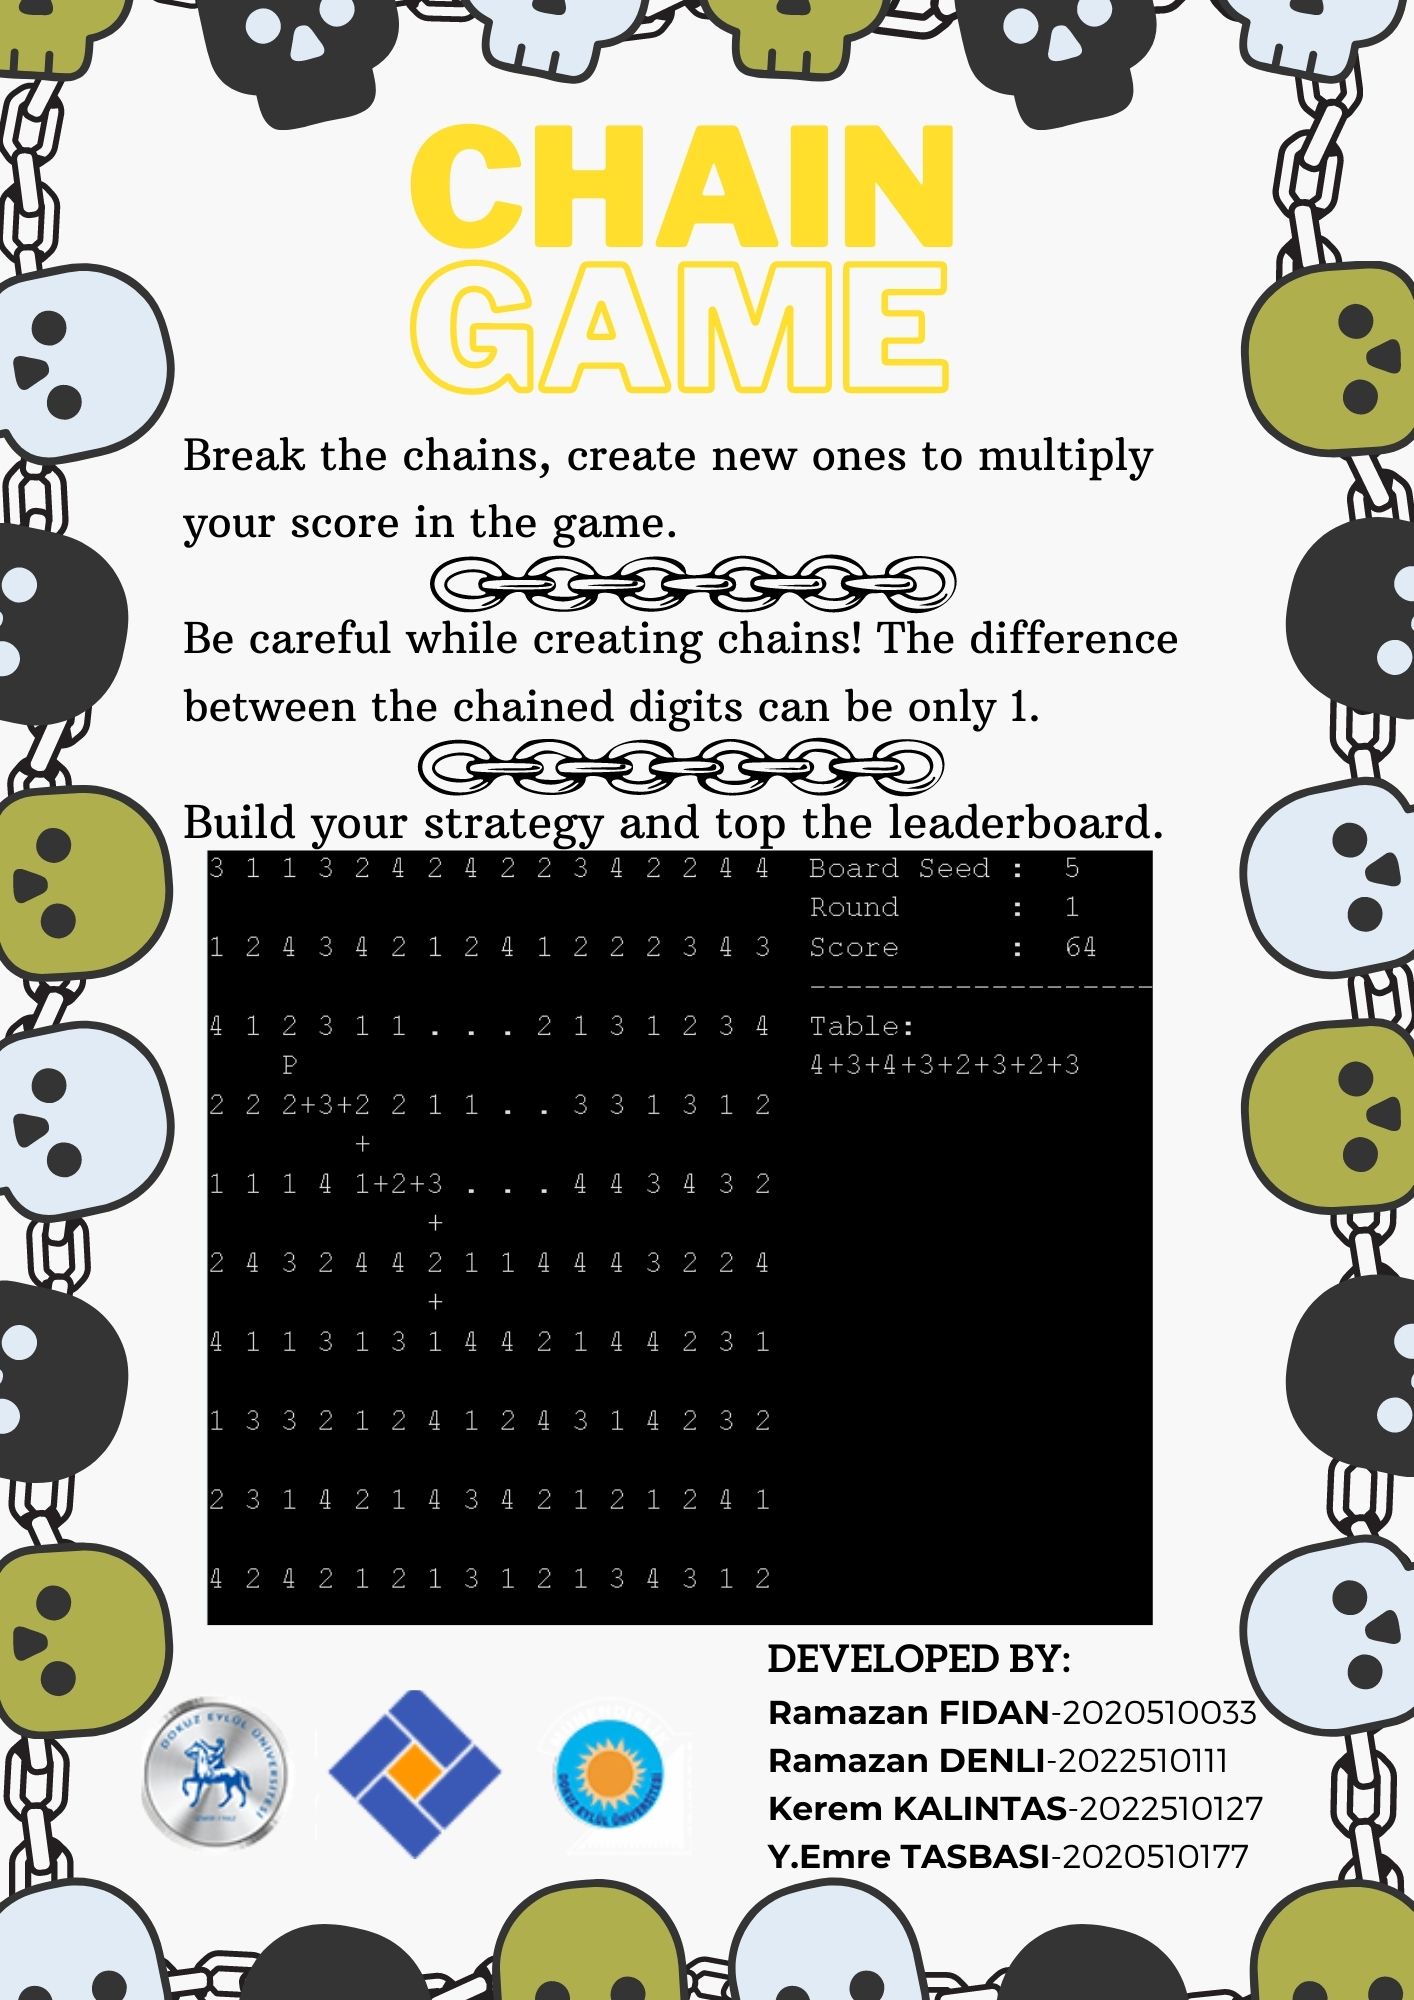 CHAIN
GAME
Break the chains, create new ones to multiply
your score in the game.
Be careful while creating chains! The difference
between the chained digits can be only 1.
Build your strategy and top the leaderboard.
3 1 1 3 2 4 2 4 2 2 3 4 2 2 4 4 Board Seed : 5
Round : 1
1 2 4 3 4 2 1 2 4 1 2 2 2 3 4 3 Score : 64
-------------------
4 1 2 3 1 1 . . . 2 1 3 1 2 3 4 Table:
P 4+3+4+3+2+3+2+3
2 2 2+3+2 2 1 1 . . 3 3 1 3 1 2
+
1 1 1 4 1+2+3 . . . 4 4 3 4 3 2
+
2 4 3 2 4 4 2 1 1 4 4 4 3 2 2 4
+
4 1 1 3 1 3 1 4 4 2 1 4 4 2 3 1
1 3 3 2 1 2 4 1 2 4 3 1 4 2 3 2
2 3 1 4 2 1 4 3 4 2 1 2 1 2 4 1
4 2 4 2 1 2 1 3 1 2 1 3 4 3 1 2
DEVELOPED BY:
Ramazan FIDAN-2020510033
Ramazan DENLI-2022510111
Kerem KALINTAS-2022510127
Y.Emre TASBASI-2020510177
DOKUZ EYLÜL ÜNİVERSİTESİ
DOKUZ EYLÜL ÜNİVERSİTESİ